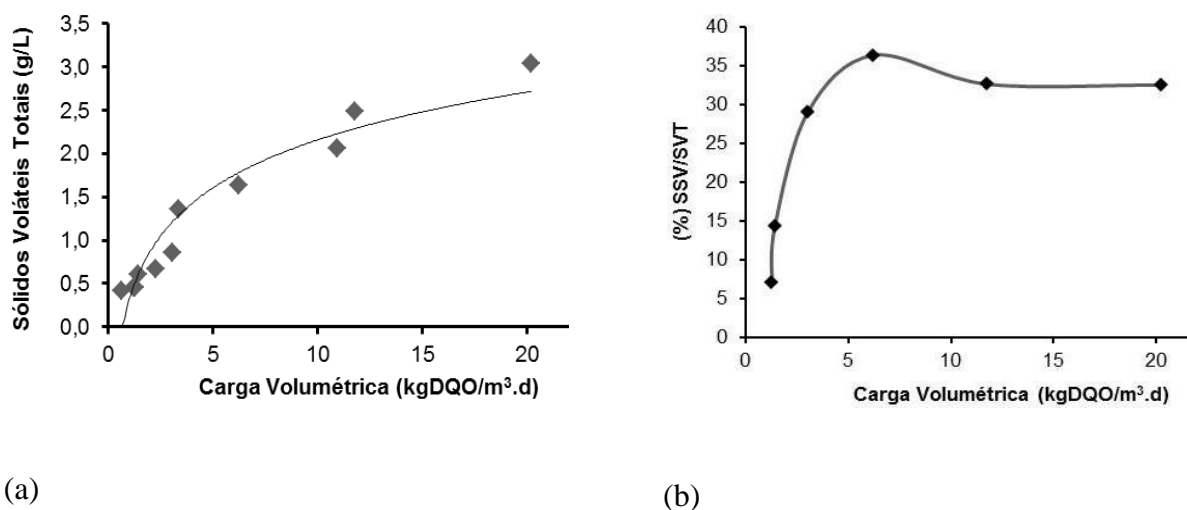 Sólidos Voláteis Totais (g/L)
3,5
3,0
2,5
2,0
1,5
1,0
0,5
0,0
0 5 10 15 20
Carga Volumétrica (kgDQO/m³.d)
(a)
(%) SSV/SVT
40
35
30
25
20
15
10
5
0
0 5 10 15 20
Carga Volumétrica (kgDQO/m³.d)
(b)